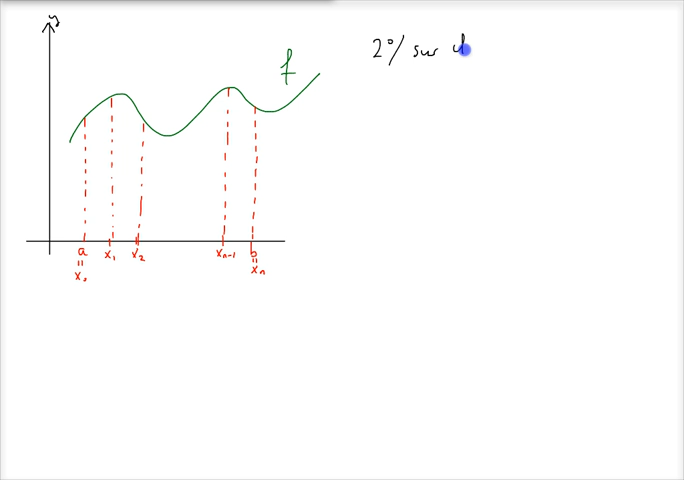 y
2°/ sur
f
a x₁ x₂ xₙ₋₁ b
= x₀ = xₙ